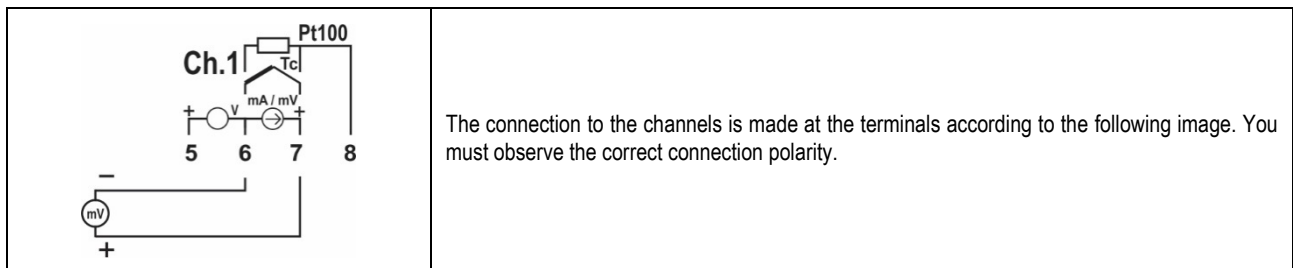 Pt100
Ch.1
Tc
mA / mV
+ V +
5 6 7 8
−
mV
+
The connection to the channels is made at the terminals according to the following image. You
must observe the correct connection polarity.